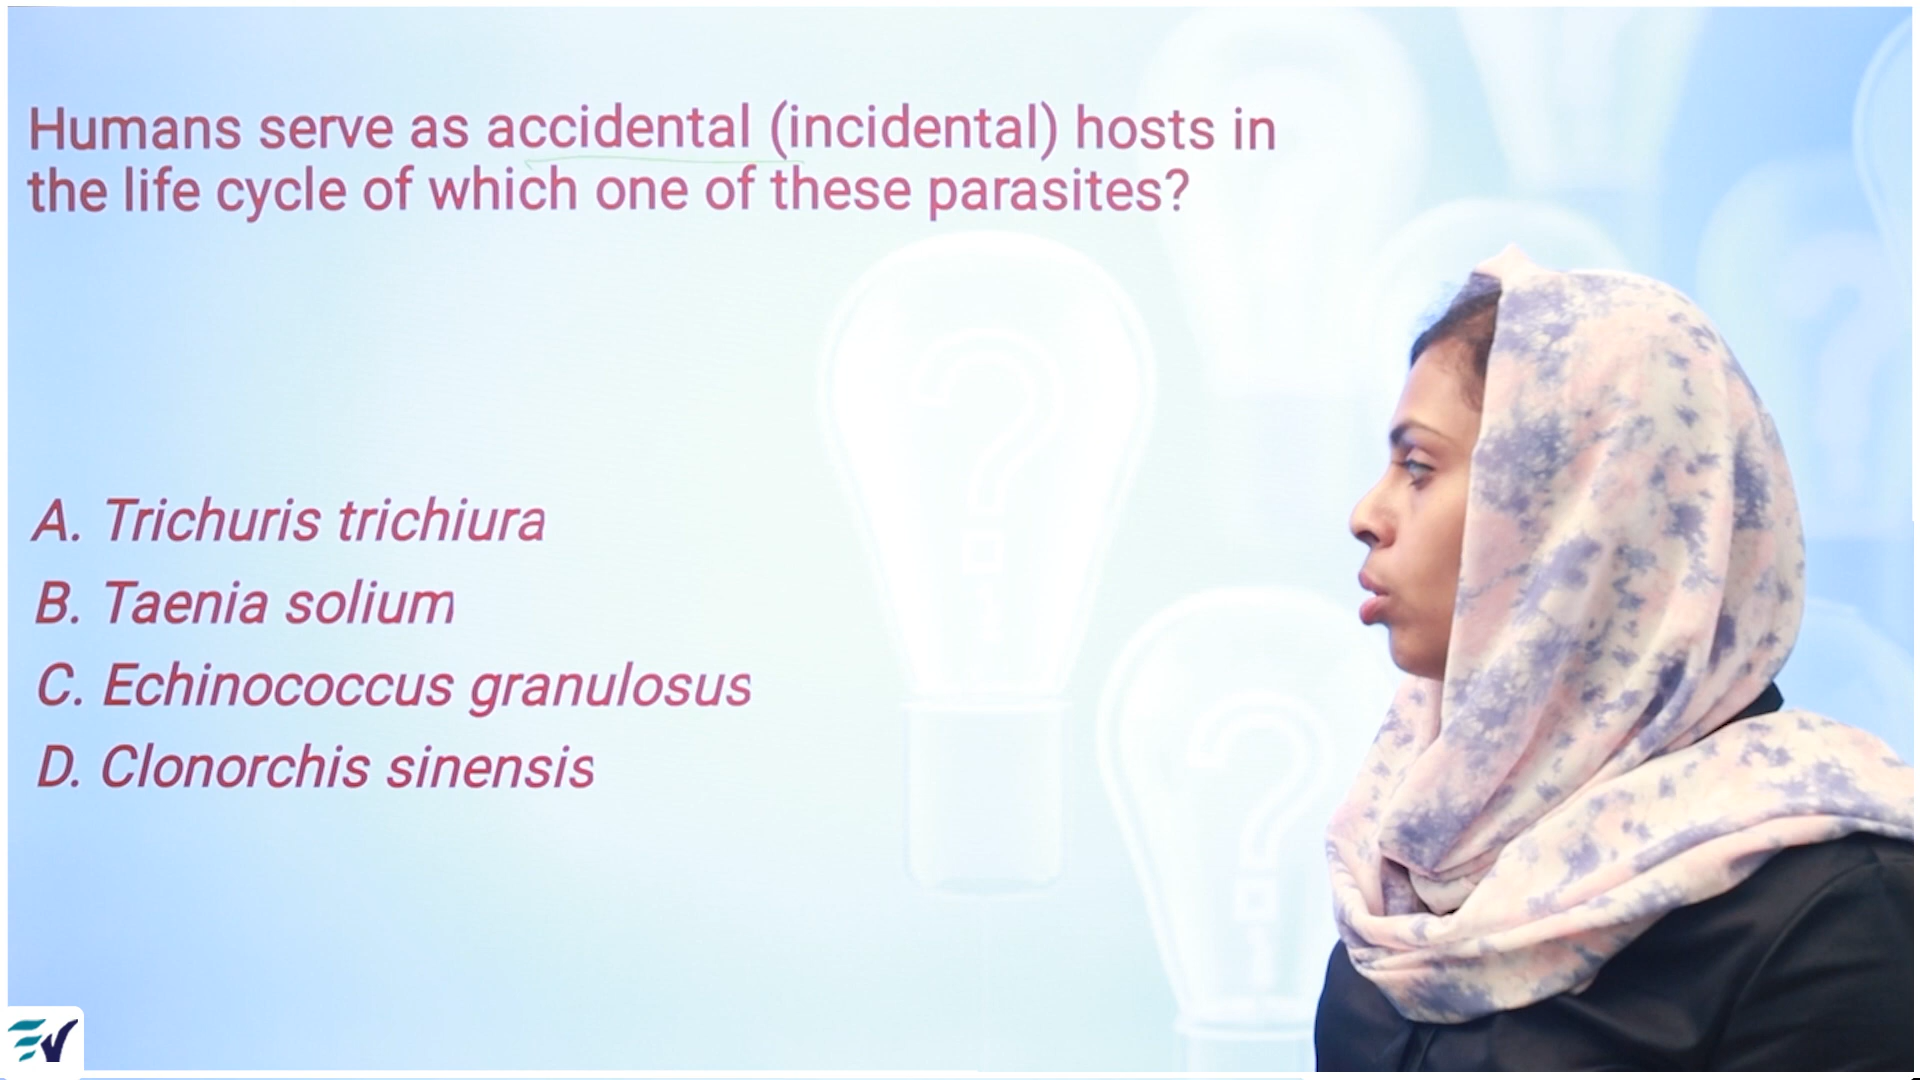 Humans serve as accidental (incidental) hosts in
the life cycle of which one of these parasites?
A. Trichuris trichiura
B. Taenia solium
C. Echinococcus granulosus
D. Clonorchis sinensis